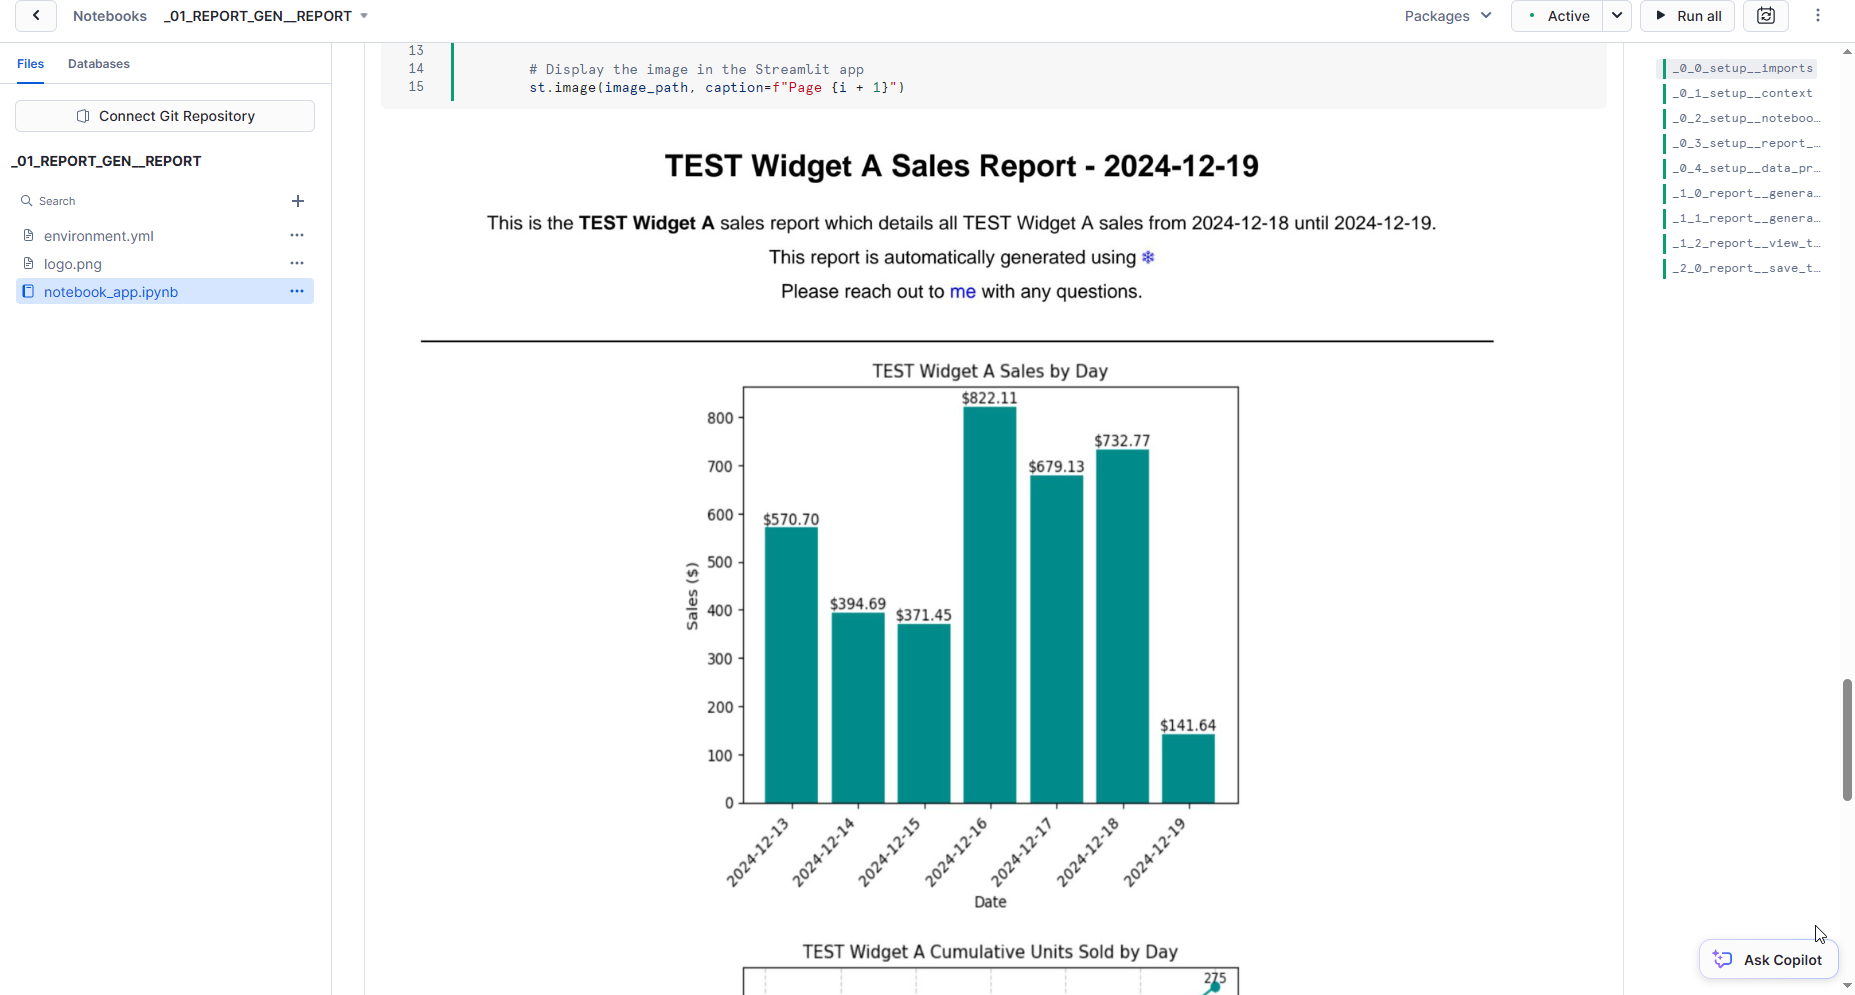 Notebooks _01_REPORT_GEN__REPORT
Packages
Active
Run all
Files Databases
Connect Git Repository
_01_REPORT_GEN__REPORT
Search
environment.yml
logo.png
notebook_app.ipynb
13
14 # Display the image in the Streamlit app
15 st.image(image_path, caption=f"Page {i + 1}")
TEST Widget A Sales Report - 2024-12-19
This is the TEST Widget A sales report which details all TEST Widget A sales from 2024-12-18 until 2024-12-19.
This report is automatically generated using ❄
Please reach out to me with any questions.
TEST Widget A Sales by Day
Sales ($)
800
700
600
500
400
300
200
100
0
$570.70
$394.69
$371.45
$822.11
$679.13
$732.77
$141.64
2024-12-13
2024-12-14
2024-12-15
2024-12-16
2024-12-17
2024-12-18
2024-12-19
Date
TEST Widget A Cumulative Units Sold by Day
275
_0_0_setup__imports
_0_1_setup__context
_0_2_setup__noteboo…
_0_3_setup__report_…
_0_4_setup__data_pr…
_1_0_report__genera…
_1_1_report__genera…
_1_2_report__view_t…
_2_0_report__save_t…
Ask Copilot